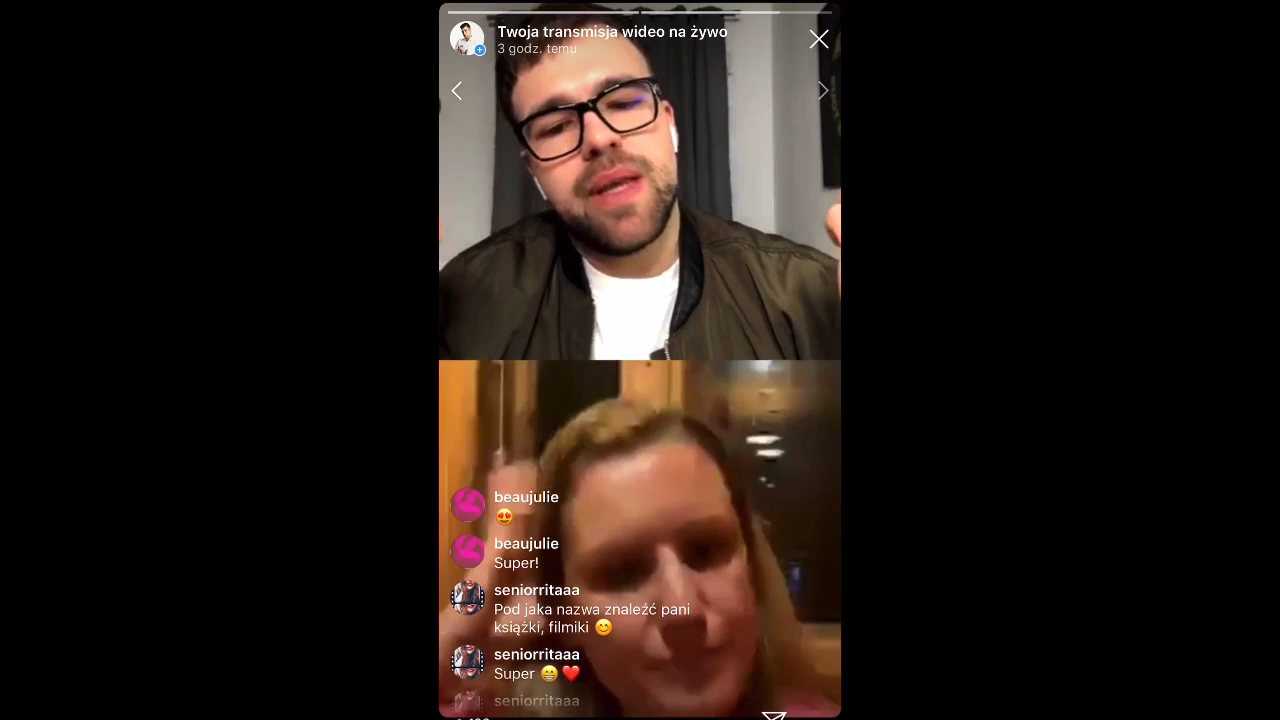 Twoja transmisja wideo na żywo
3 godz. temu
beaujulie
😍
beaujulie
Super!
seniorritaaa
Pod jaka nazwa znaleźć pani
książki, filmiki 😊
seniorritaaa
Super 😁 ❤️
seniorritaaa